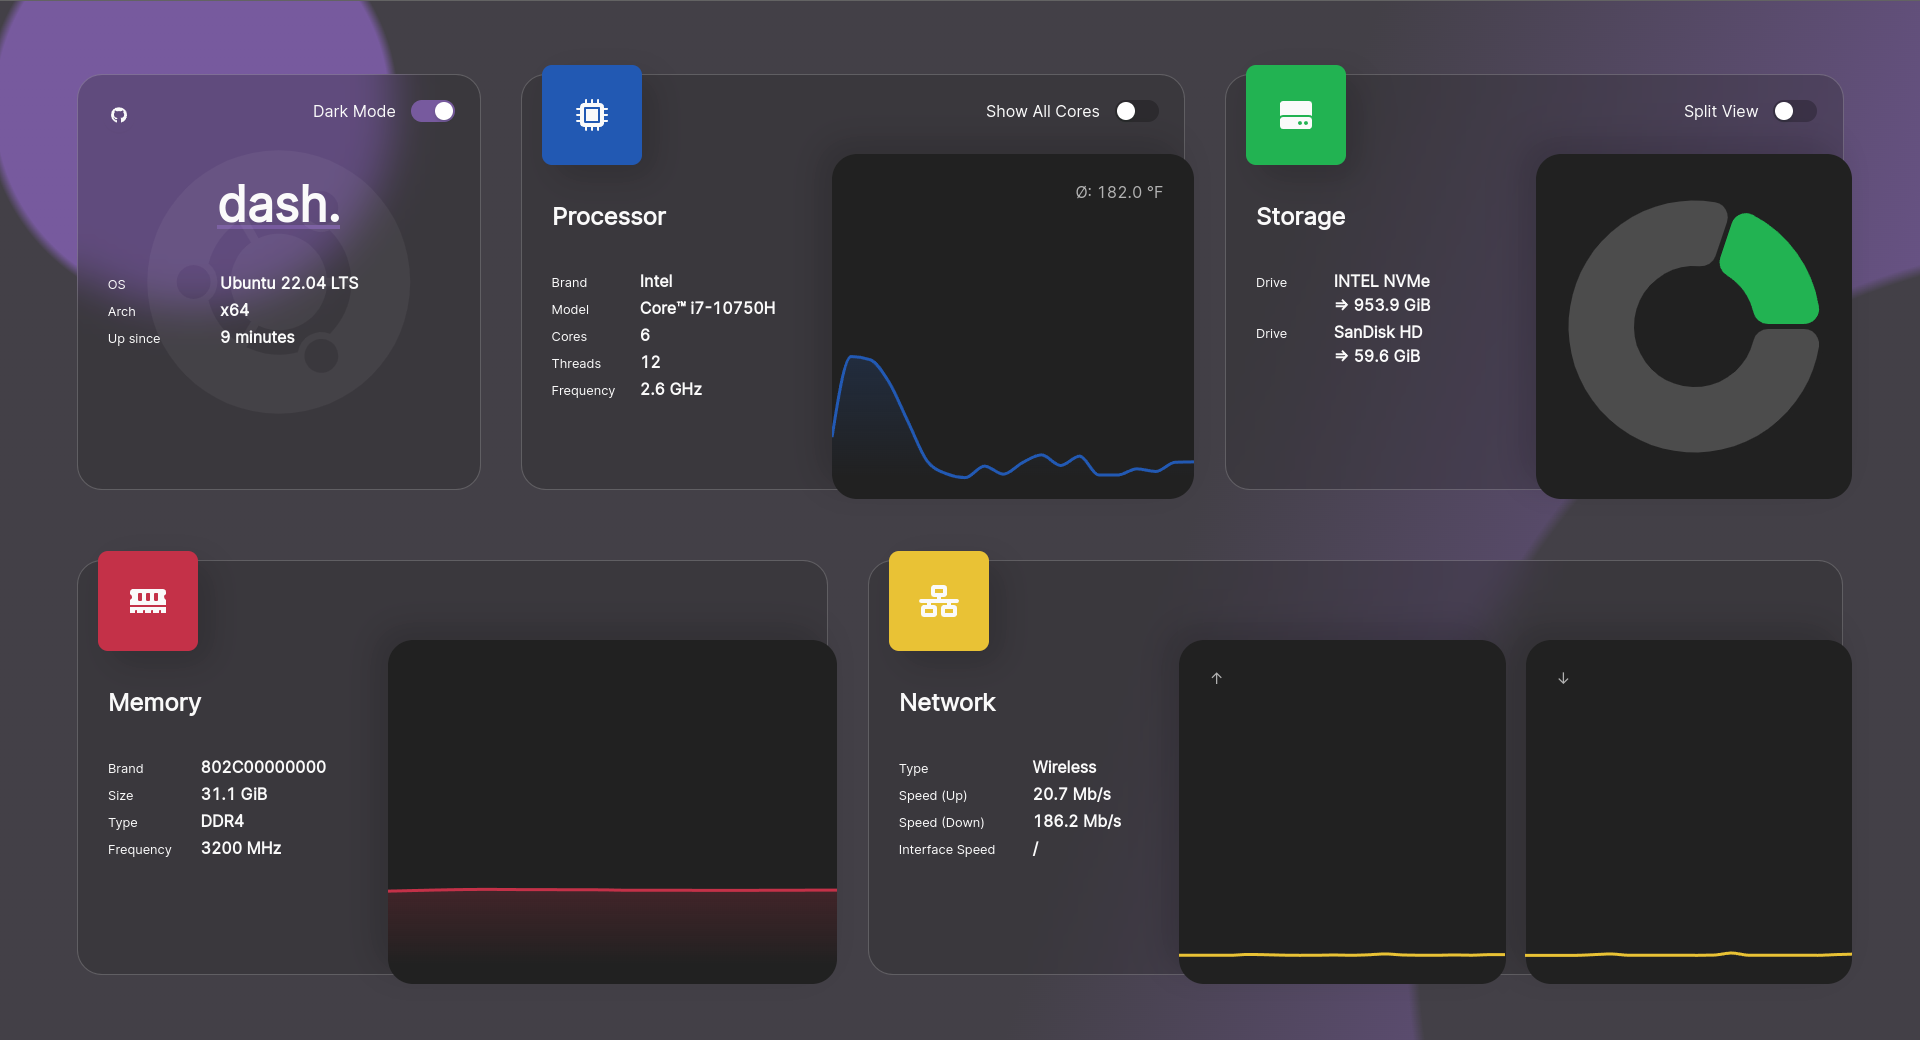 Dark Mode
dash.
OS Ubuntu 22.04 LTS
Arch x64
Up since 9 minutes
Show All Cores
Ø: 182.0 °F
Processor
Brand Intel
Model Core™ i7-10750H
Cores 6
Threads 12
Frequency 2.6 GHz
Split View
Storage
Drive INTEL NVMe
⇒ 953.9 GiB
Drive SanDisk HD
⇒ 59.6 GiB
Memory
Brand 802C00000000
Size 31.1 GiB
Type DDR4
Frequency 3200 MHz
Network
Type Wireless
Speed (Up) 20.7 Mb/s
Speed (Down) 186.2 Mb/s
Interface Speed /
↑
↓